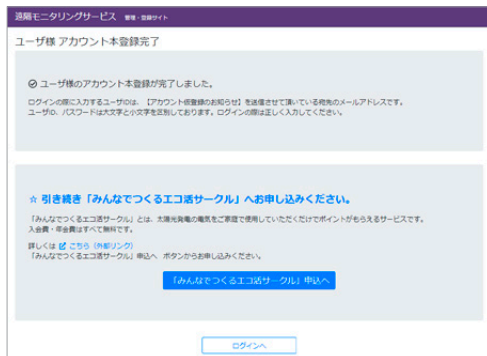 遠隔モニタリングサービス 管理・登録サイト
ユーザ様 アカウント本登録完了
ユーザ様のアカウント本登録が完了しました。
ログインの際に入力するユーザIDは、【アカウント仮登録のお知らせ】を送信させて頂いている宛先のメールアドレスです。
ユーザID、パスワードは大文字と小文字を区別しております。ログインの際は正しく入力してください。
☆ 引き続き「みんなでつくるエコ活サークル」へお申し込みください。
「みんなでつくるエコ活サークル」とは、太陽光発電の電気をご家庭で使用していただくだけでポイントがもらえるサービスです。
入会費・年会費はすべて無料です。
詳しくは こちら（外部リンク）
「みんなでつくるエコ活サークル」申込へ ボタンからお申し込みください。
「みんなでつくるエコ活サークル」申込へ
ログインへ